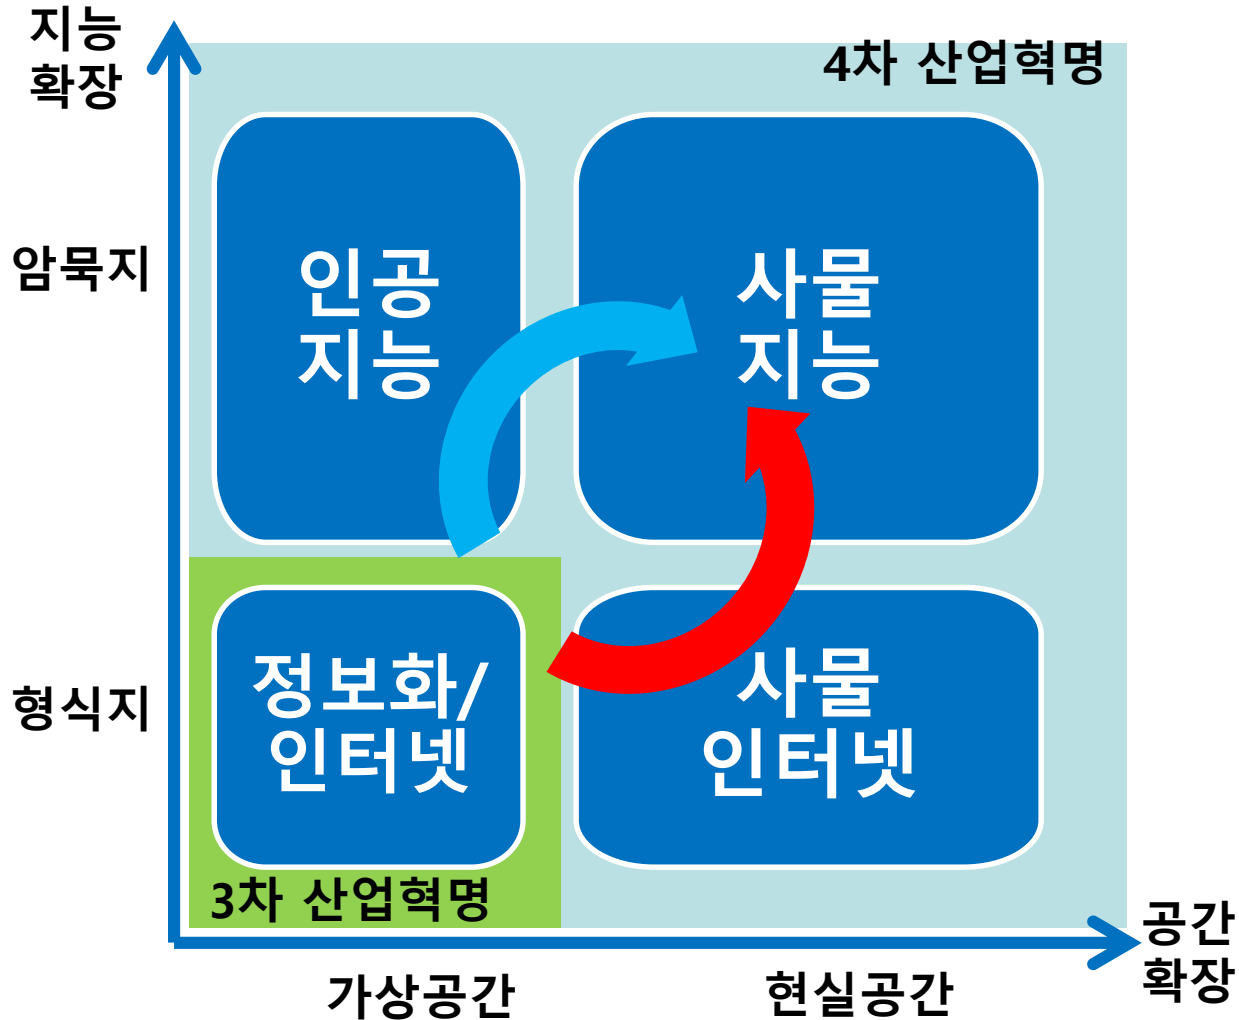 지능
확장
4차 산업혁명
암묵지
인공
지능
사물
지능
형식지
정보화/
인터넷
사물
인터넷
3차 산업혁명
가상공간
현실공간
공간
확장